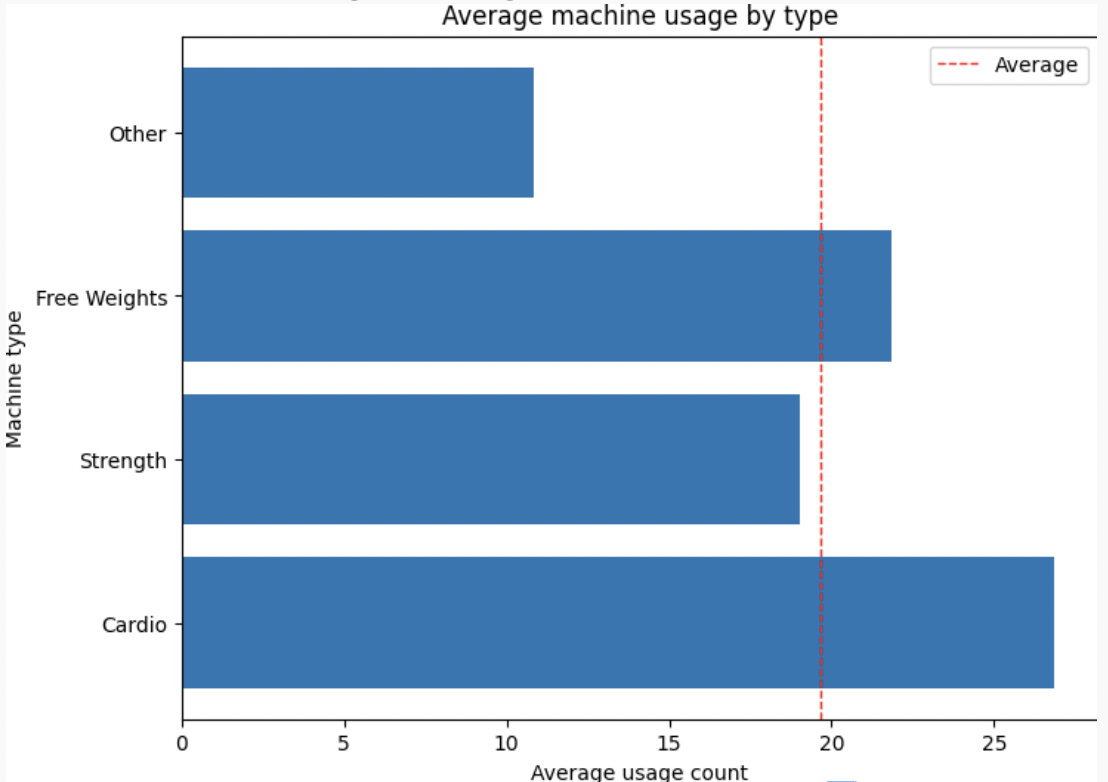 Average machine usage by type
Average
Other
Free Weights
Strength
Cardio
Machine type
0 5 10 15 20 25
Average usage count